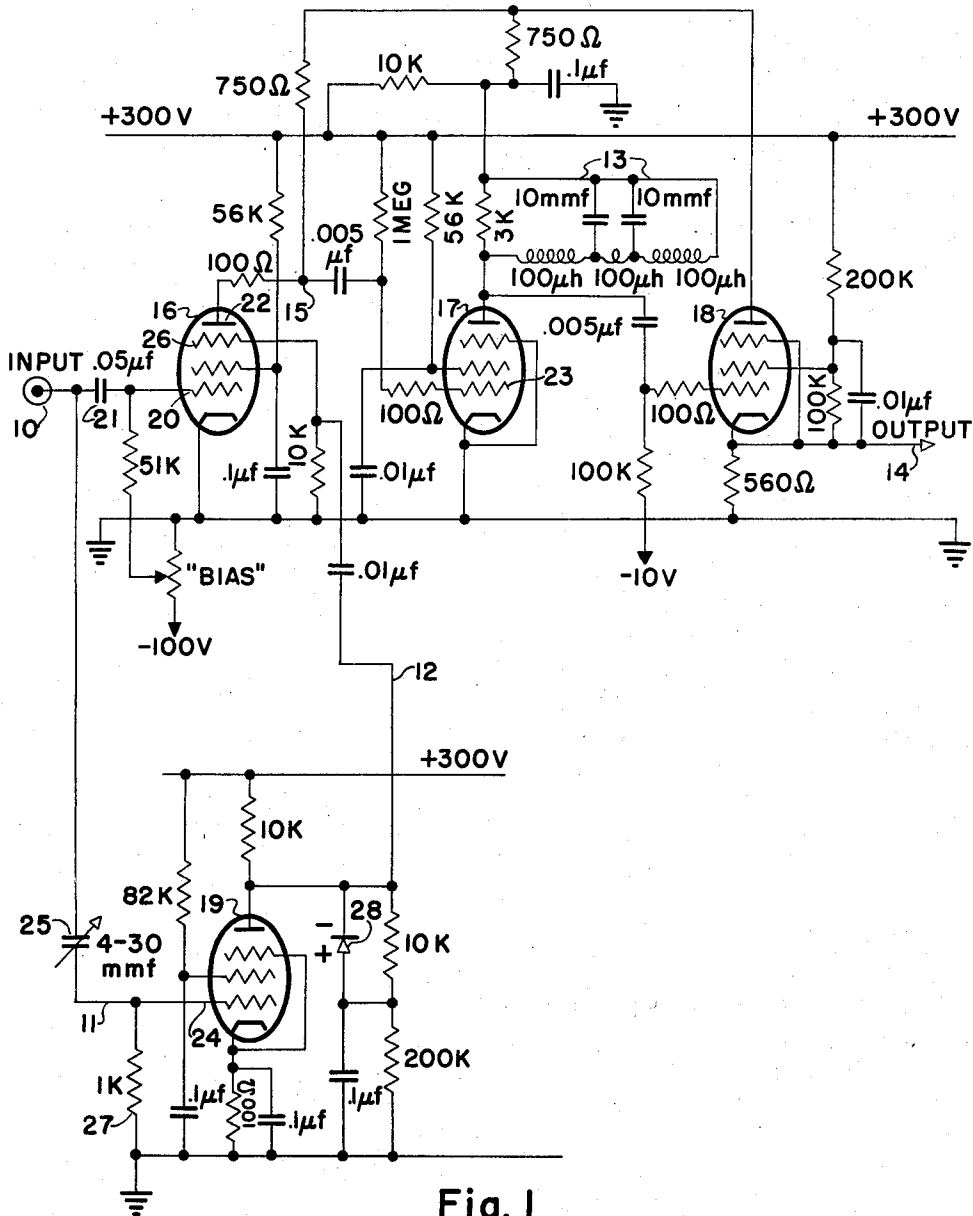 750Ω
10K
750Ω
.1μf
+300V
+300V
13
56K
1MEG
56K
3K
10mmf
10mmf
.005
μf
100Ω
15
100μh
100μh
100μh
200K
16
22
17
.005μf
18
26
INPUT
.05μf
20
23
10
21
100Ω
100Ω
100K
.01μf
OUTPUT
14
51K
.1μf
10K
.01μf
100K
560Ω
"BIAS"
.01μf
-10V
-100V
12
+300V
10K
82K
19
28
-
+
10K
25
4-30
mmf
11
24
200K
1K
27
.1μf
100Ω
.1μf
.1μf
Fig. 1